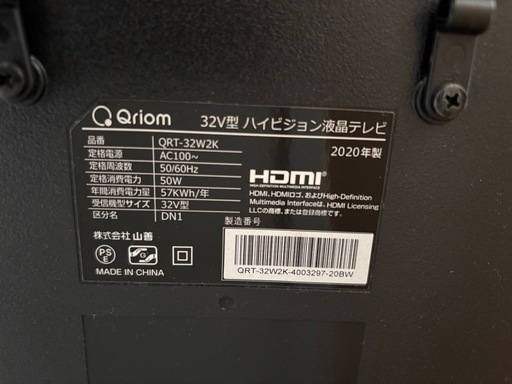 Qriom
32V型 ハイビジョン液晶テレビ
品番 QRT-32W2K
2020年製
定格電源 AC100~
定格周波数 50/60Hz
定格消費電力 50W
年間消費電力量 57KWh/年
受信機型サイズ 32V型
区分名 DN1
HDMI
HIGH-DEFINITION MULTIMEDIA INTERFACE
HDMI、HDMIロゴ、およびHigh-Definition
Multimedia Interfaceは、HDMI Licensing
LLCの商標、または登録商標です。
製造番号
株式会社 山善
PS
E
MADE IN CHINA
QRT-32W2K-4003297-20BW